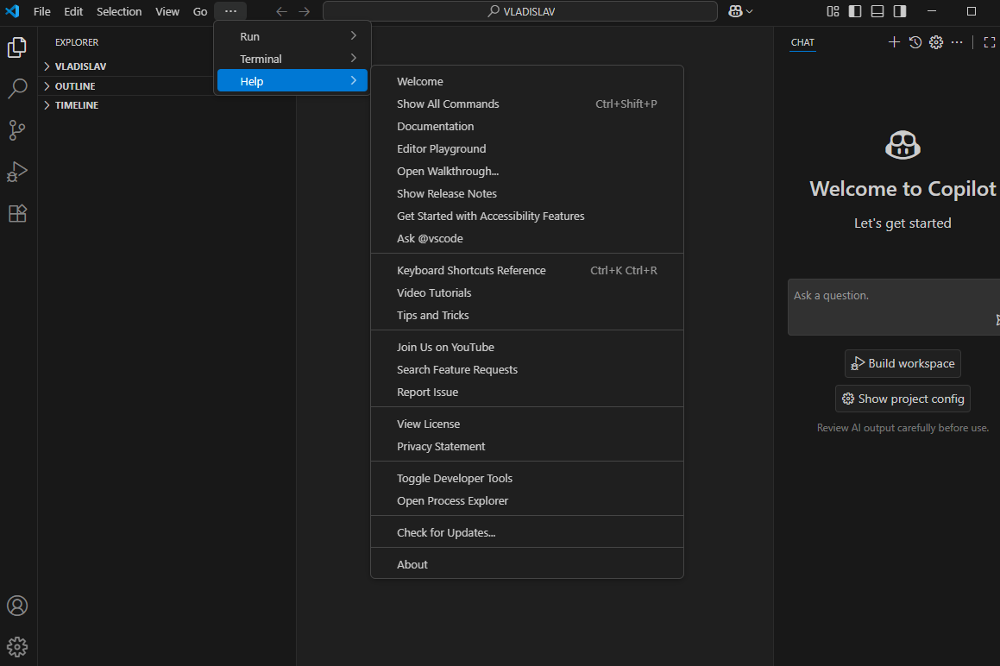 File Edit Selection View Go ··· VLADISLAV
EXPLORER
VLADISLAV
OUTLINE
TIMELINE
Run
Terminal
Help
Welcome
Show All Commands Ctrl+Shift+P
Documentation
Editor Playground
Open Walkthrough...
Show Release Notes
Get Started with Accessibility Features
Ask @vscode
Keyboard Shortcuts Reference Ctrl+K Ctrl+R
Video Tutorials
Tips and Tricks
Join Us on YouTube
Search Feature Requests
Report Issue
View License
Privacy Statement
Toggle Developer Tools
Open Process Explorer
Check for Updates...
About
CHAT
Welcome to Copilot
Let's get started
Ask a question.
Build workspace
Show project config
Review AI output carefully before use.